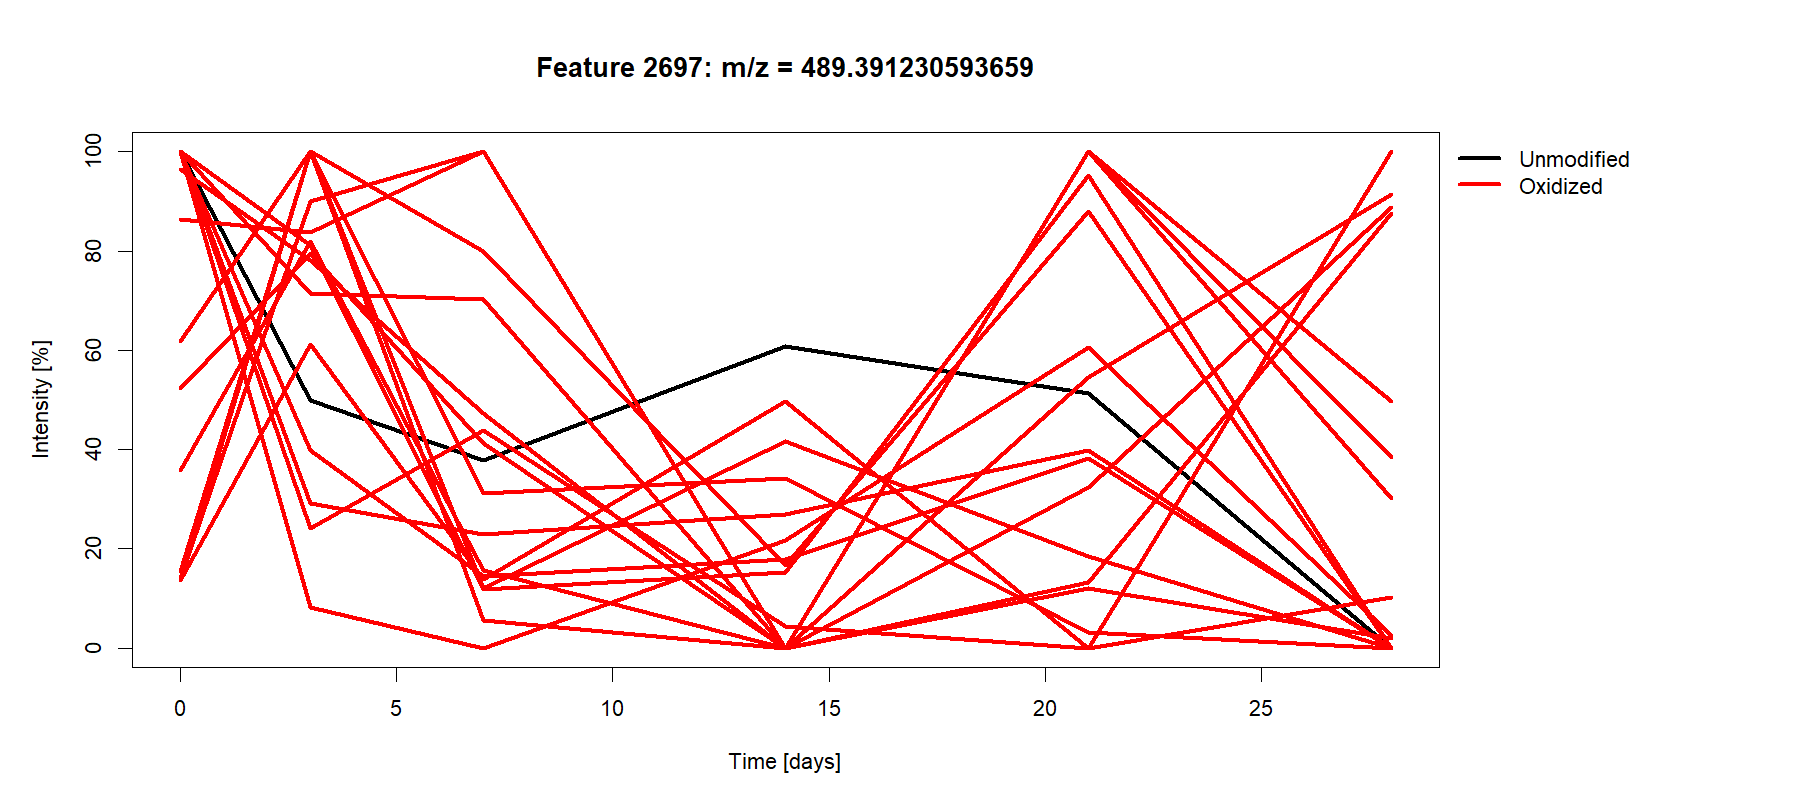 Feature 2697: m/z = 489.391230593659
Unmodified
Oxidized
Intensity [%]
100
80
60
40
20
0
0 5 10 15 20 25
Time [days]